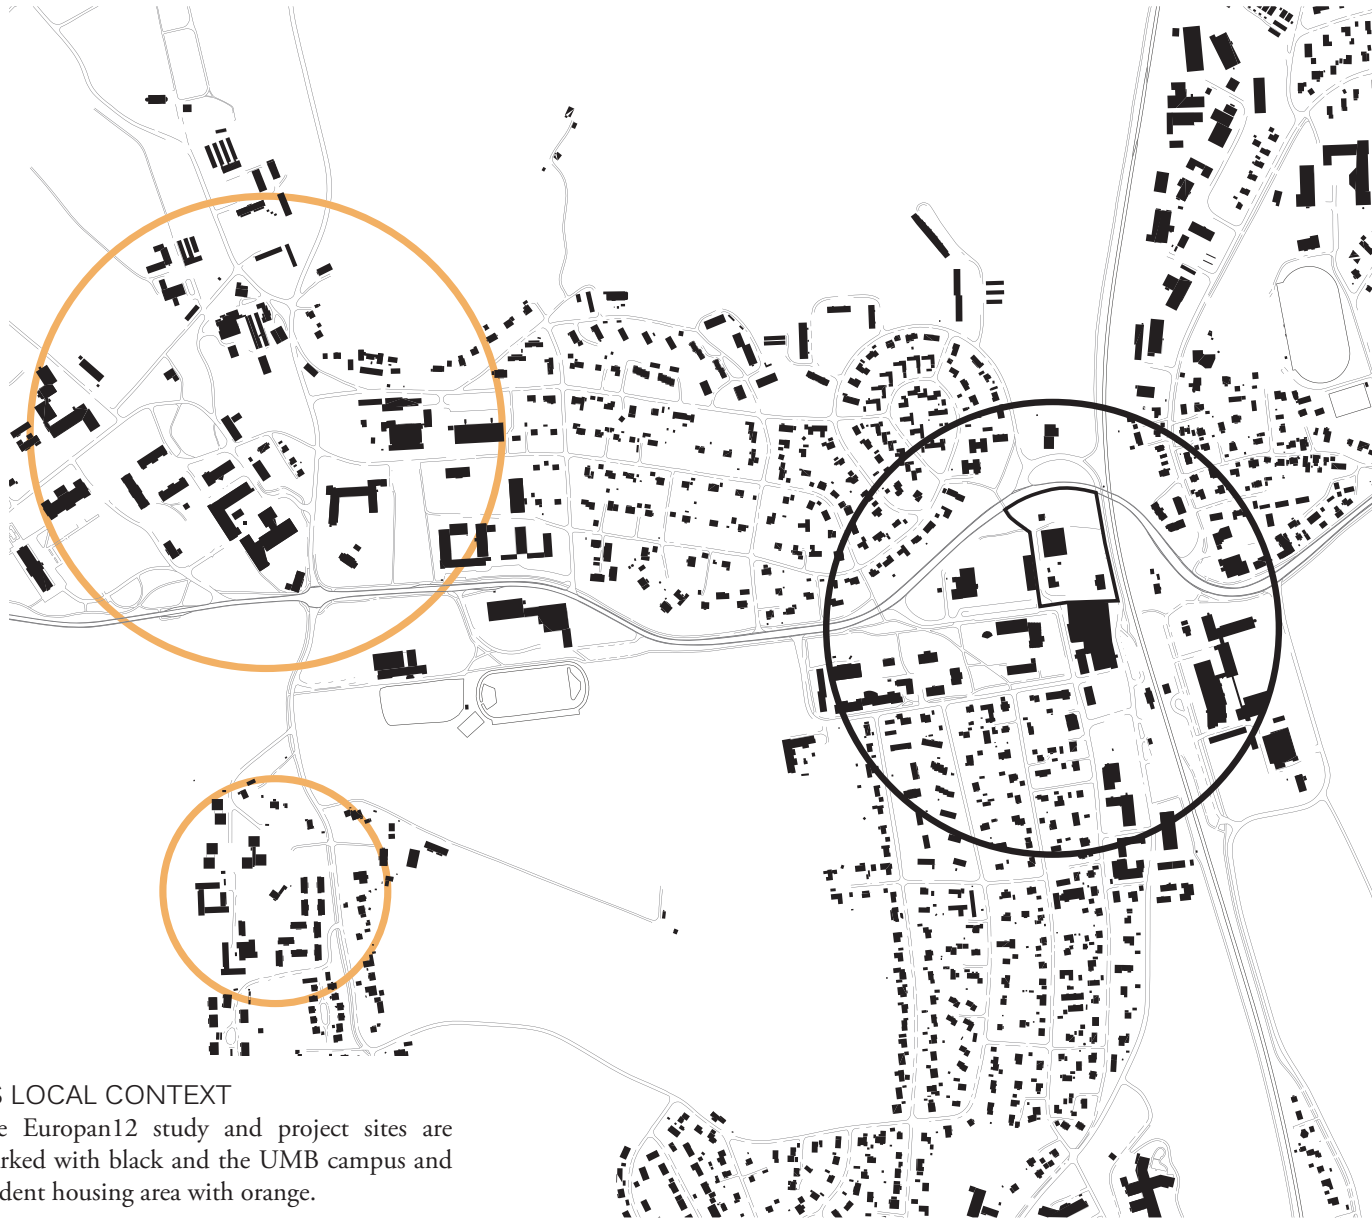 S LOCAL CONTEXT
e Europan12 study and project sites are
rked with black and the UMB campus and
dent housing area with orange.